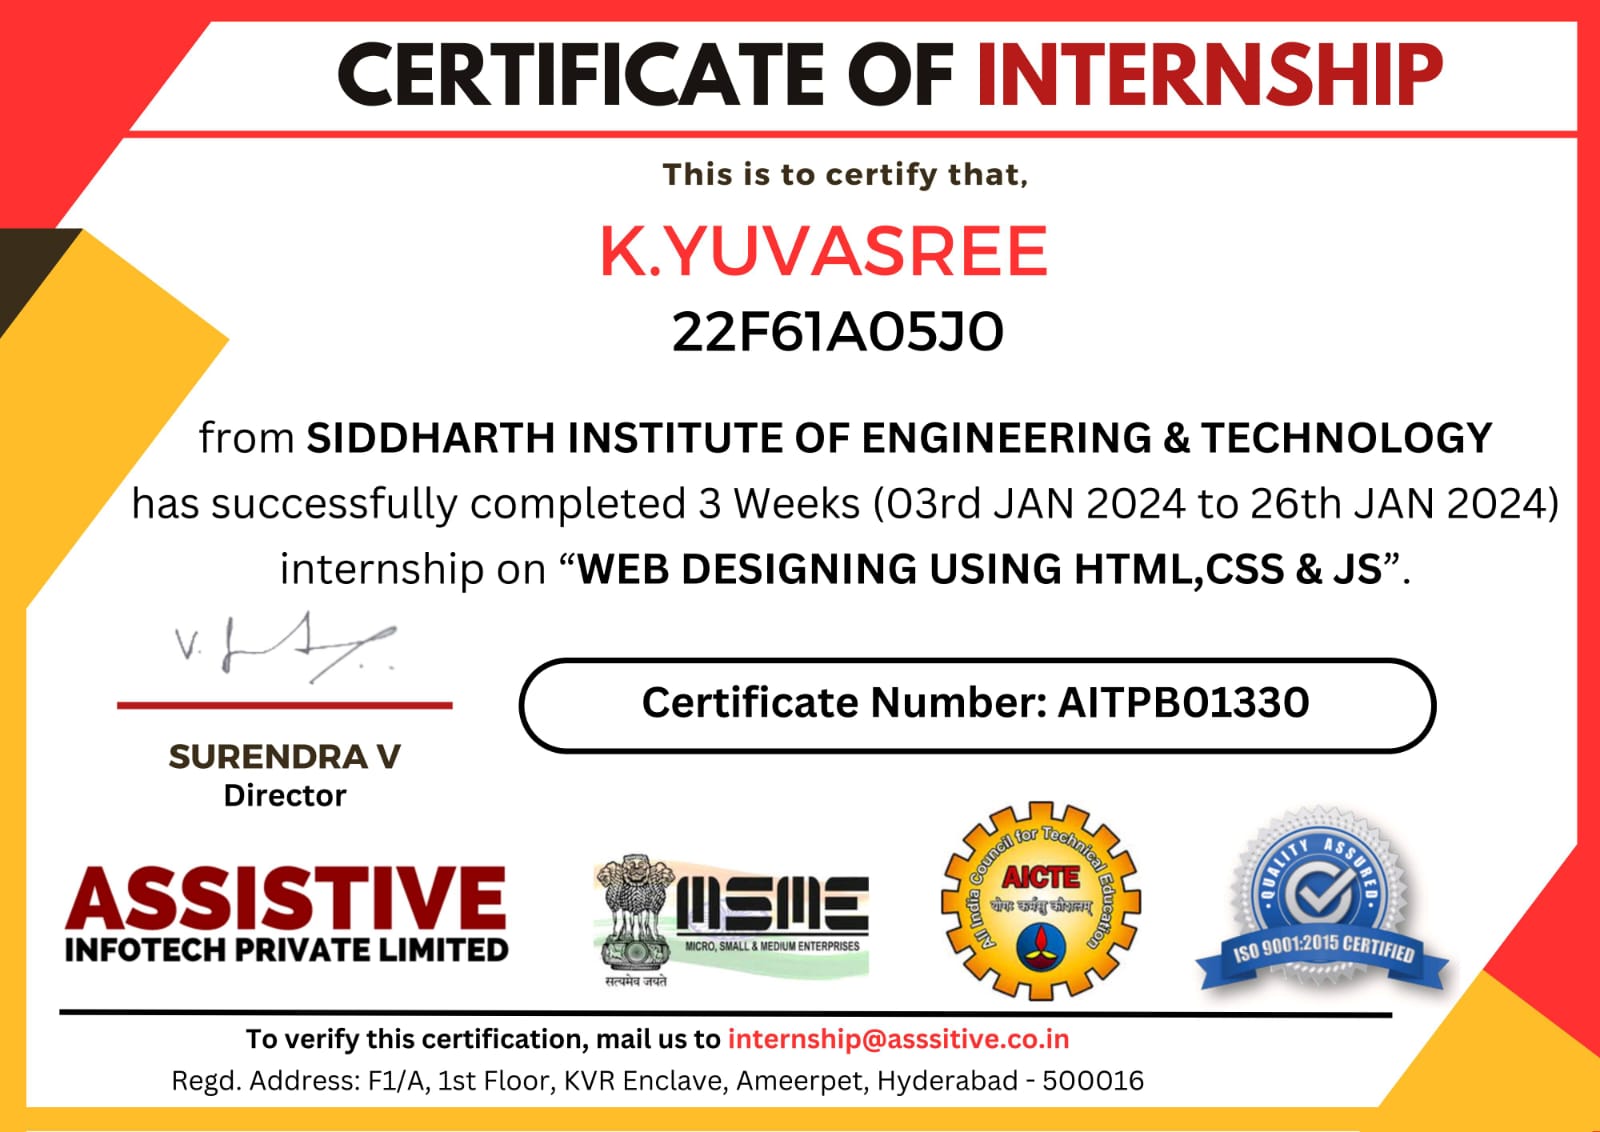 CERTIFICATE OF INTERNSHIP
This is to certify that,
K.YUVASREE
22F61A05J0
from SIDDHARTH INSTITUTE OF ENGINEERING & TECHNOLOGY
has successfully completed 3 Weeks (03rd JAN 2024 to 26th JAN 2024)
internship on “WEB DESIGNING USING HTML,CSS & JS”.
Certificate Number: AITPB01330
SURENDRA V
Director
ASSISTIVE
INFOTECH PRIVATE LIMITED
MSME
MICRO, SMALL & MEDIUM ENTERPRISES
सत्यमेव जयते
All India Council for Technical Education
AICTE
योगः कर्मसु कौशलम्
QUALITY ASSURED
ISO 9001:2015 CERTIFIED
To verify this certification, mail us to internship@asssitive.co.in
Regd. Address: F1/A, 1st Floor, KVR Enclave, Ameerpet, Hyderabad - 500016